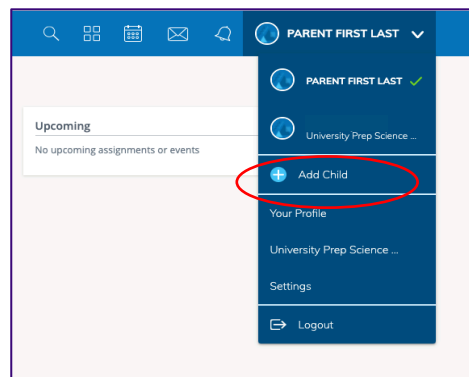 PARENT FIRST LAST
PARENT FIRST LAST
University Prep Science ...
Upcoming
No upcoming assignments or events
Add Child
Your Profile
University Prep Science ...
Settings
Logout